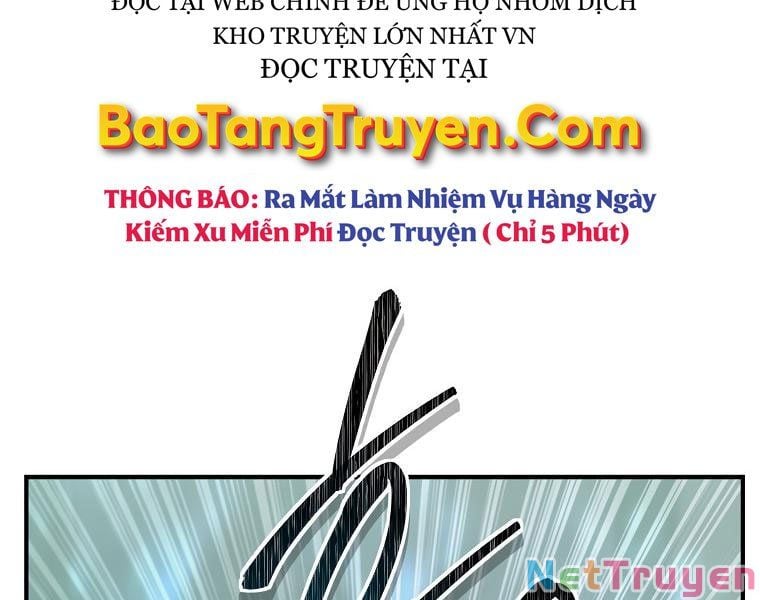 ĐỌC TẠI WEB CHÍNH ĐỂ ỦNG HỘ NHÓM DỊCH
KHO TRUYỆN LỚN NHẤT VN
ĐỌC TRUYỆN TẠI
BaoTangTruyen.Com
THÔNG BÁO: Ra Mắt Làm Nhiệm Vụ Hàng Ngày
Kiếm Xu Miễn Phí Đọc Truyện ( Chỉ 5 Phút)
NetTruyen